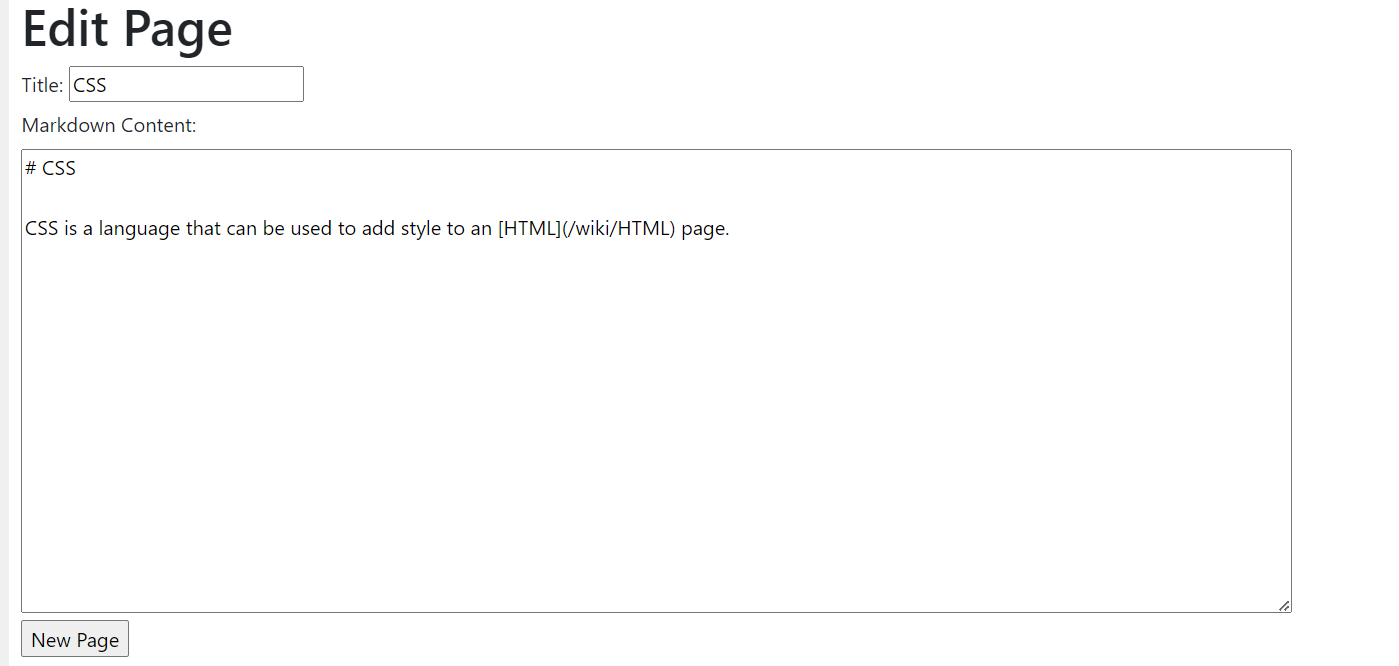 Edit Page
Title: CSS
Markdown Content:
# CSS
CSS is a language that can be used to add style to an [HTML](/wiki/HTML) page.
New Page